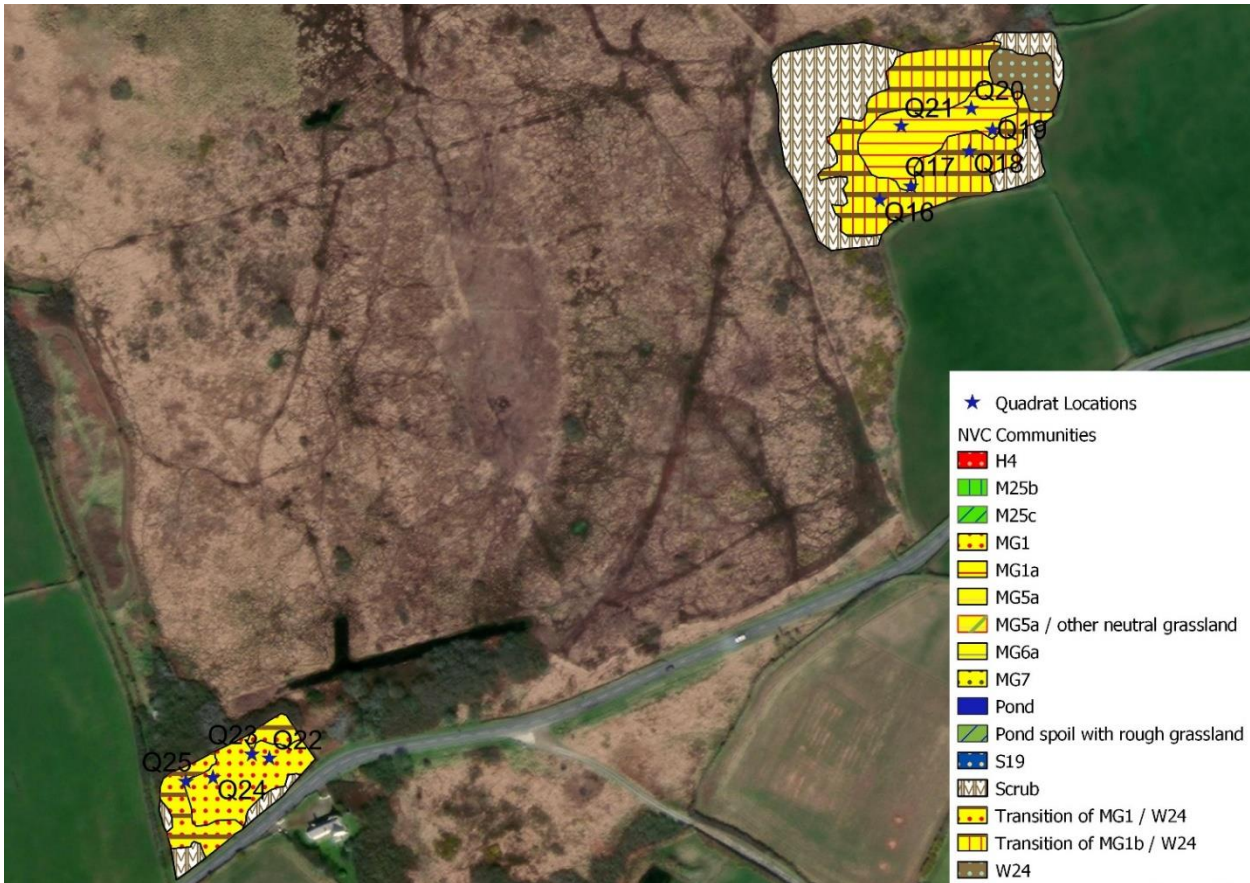 Q20
Q21
Q19
Q17
Q18
Q16
Quadrat Locations
NVC Communities
H4
M25b
M25c
MG1
MG1a
MG5a
MG5a / other neutral grassland
MG6a
MG7
Pond
Pond spoil with rough grassland
S19
Scrub
Transition of MG1 / W24
Transition of MG1b / W24
W24
Q23
Q22
Q25
Q24